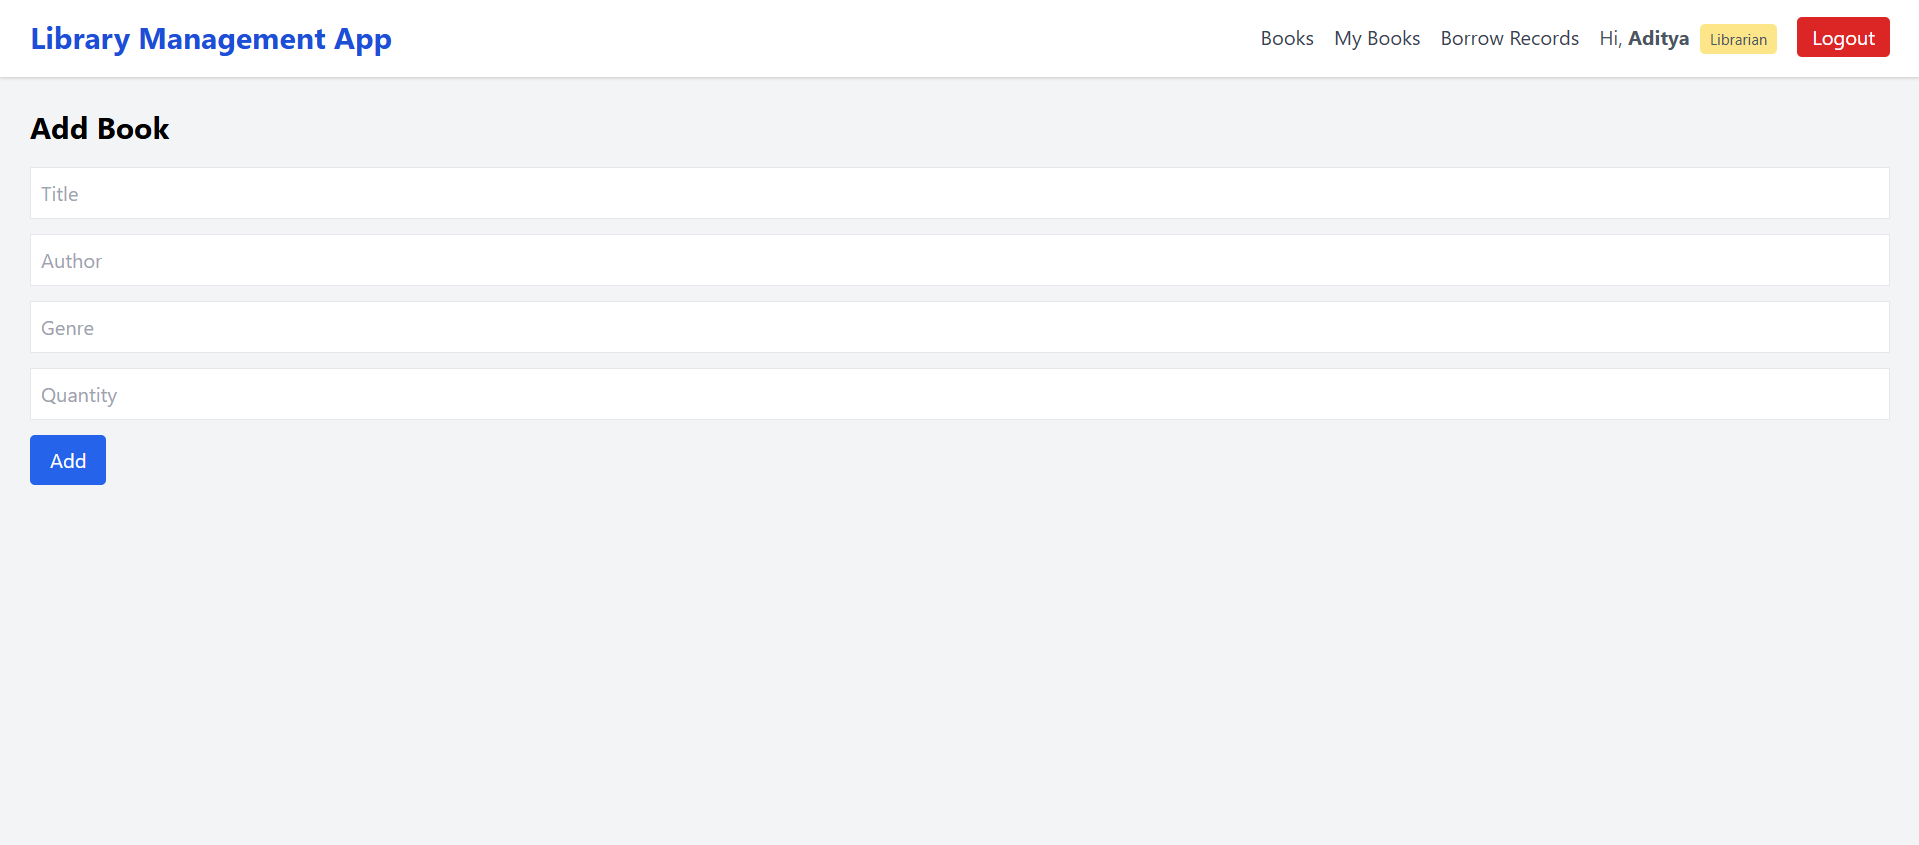 Library Management App
Books My Books Borrow Records Hi, Aditya Librarian Logout
Add Book
Title
Author
Genre
Quantity
Add